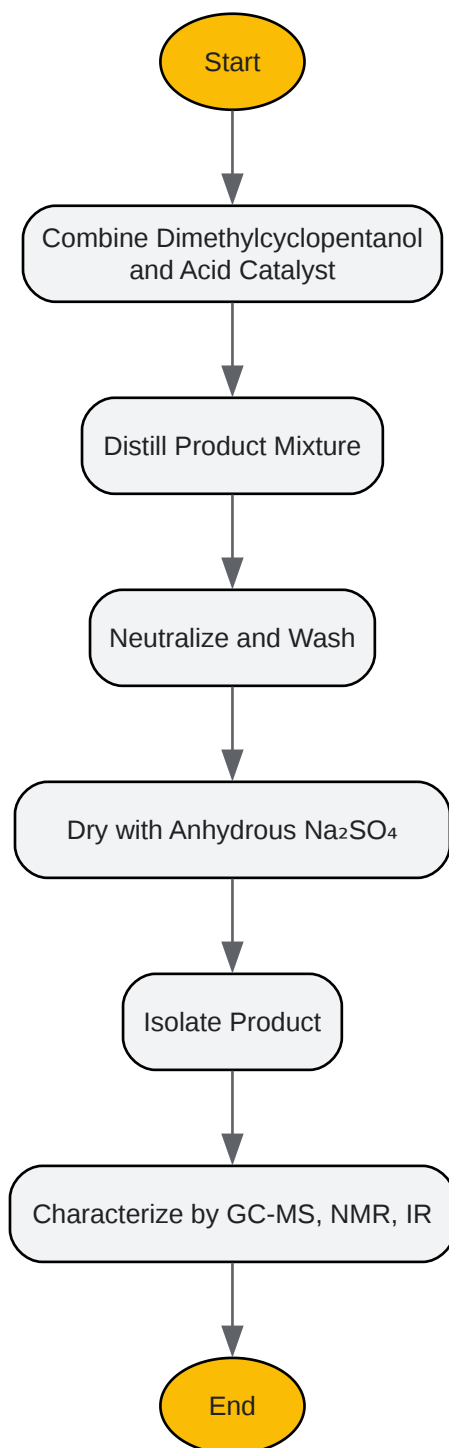 Start
Combine Dimethylcyclopentanol
and Acid Catalyst
Distill Product Mixture
Neutralize and Wash
Dry with Anhydrous Na₂SO₄
Isolate Product
Characterize by GC-MS, NMR, IR
End